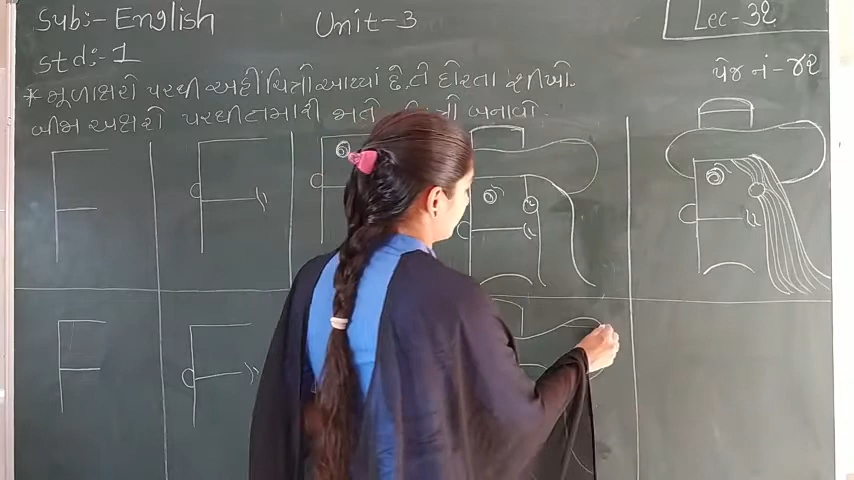 Sub:- English Unit-3 Lec-32
Std:- 1 પેજ નં-૪૨
* મૂળાક્ષરો પરથી અહીં ચિત્રો આપ્યાં છે, તે દોરતા શીખો.
બીજા અક્ષરો પરથી તમારી જાતે બનાવો.
F F
F F